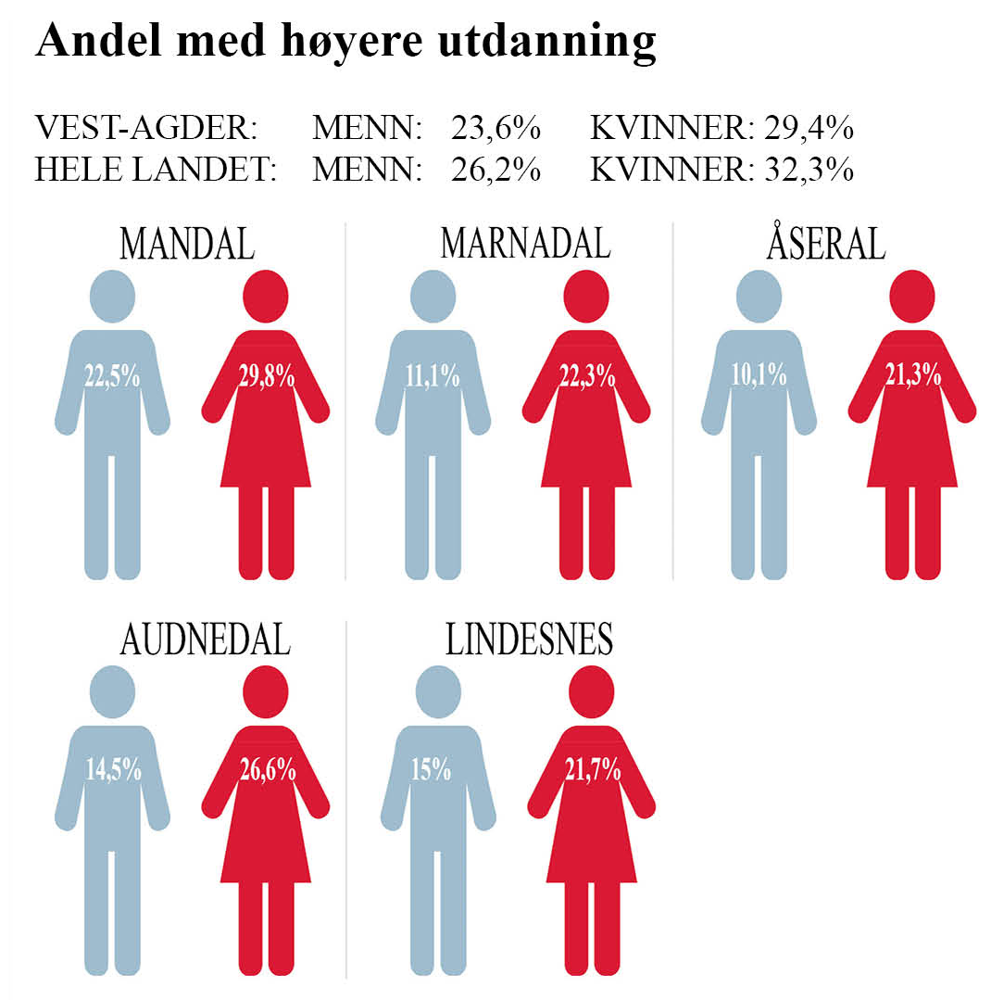 Andel med høyere utdanning
VEST-AGDER: MENN: 23,6% KVINNER: 29,4%
HELE LANDET: MENN: 26,2% KVINNER: 32,3%
MANDAL
22,5% 29,8%
MARNADAL
11,1% 22,3%
ÅSERAL
10,1% 21,3%
AUDNEDAL
14,5% 26,6%
LINDESNES
15% 21,7%